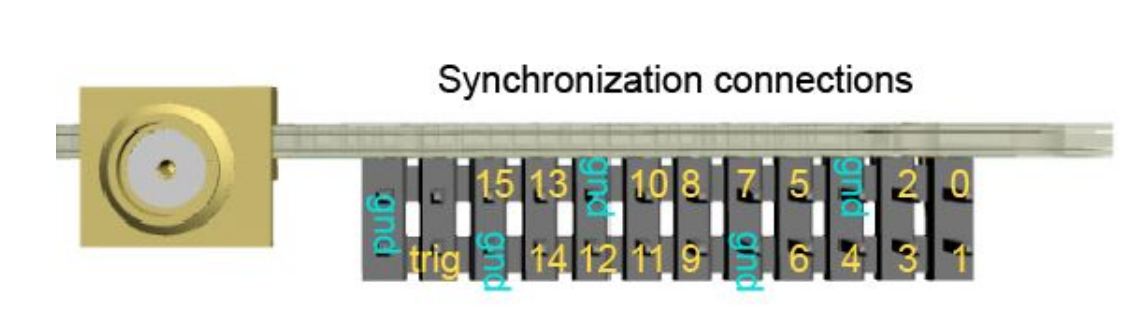 Synchronization connections
15 13 gnd 10 8 7 5 gnd 2 0
gnd trig gnd 14 12 11 9 gnd 6 4 3 1